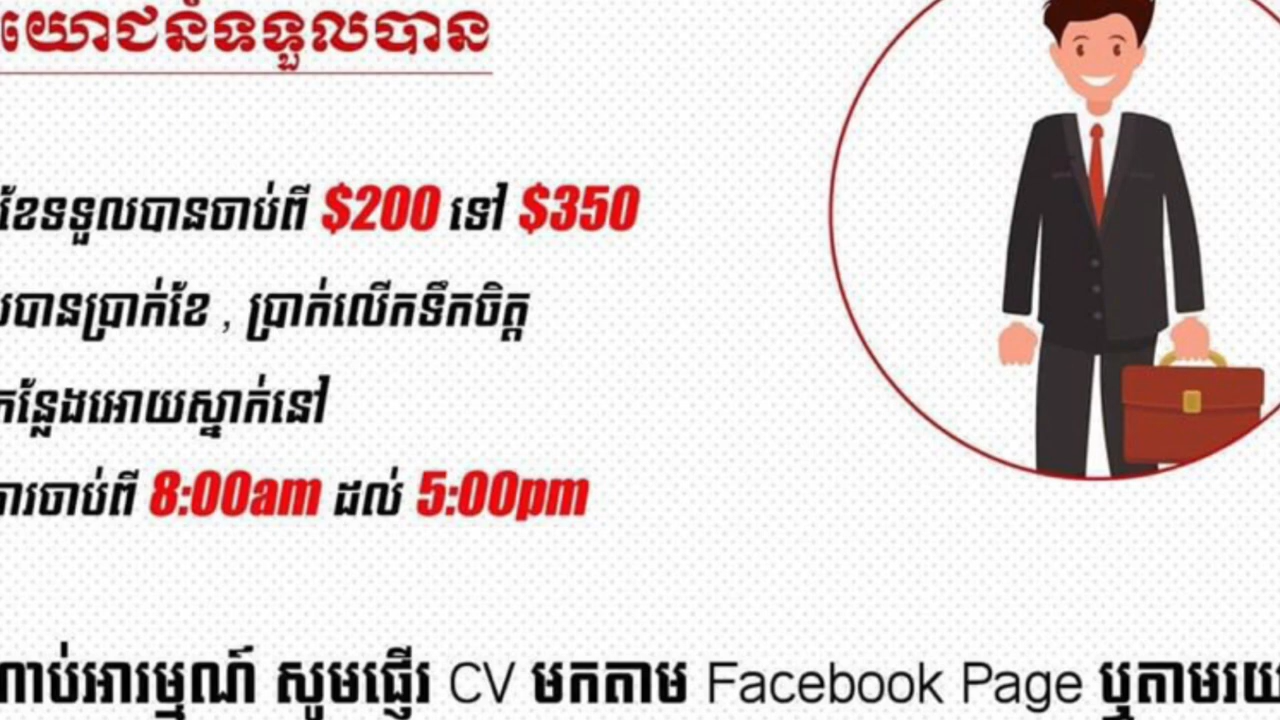 យោជន៍ទទួលបាន
ខែទទួលបានចាប់ពី $200 ទៅ $350
បានប្រាក់ខែ , ប្រាក់លើកទឹកចិត្ត
កន្លែងអោយស្នាក់នៅ
ការចាប់ពី 8:00am ដល់ 5:00pm
ចាប់អារម្មណ៍ សូមផ្ញើរ CV មកតាម Facebook Page ឬតាមរយ